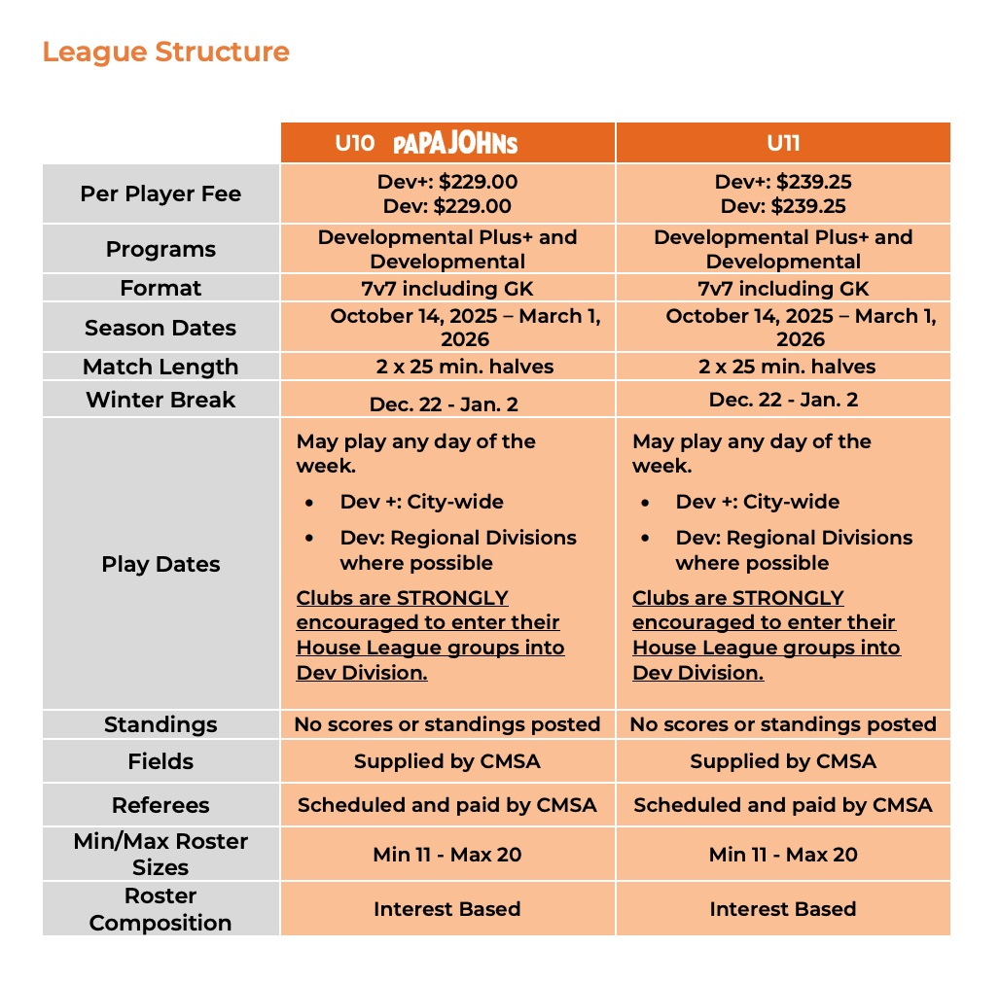 League Structure
U10 PAPA JOHNS
U11
Per Player Fee
Dev+: $229.00
Dev: $229.00
Dev+: $239.25
Dev: $239.25
Programs
Developmental Plus+ and
Developmental
Developmental Plus+ and
Developmental
Format
7v7 including GK
7v7 including GK
Season Dates
October 14, 2025 – March 1,
2026
October 14, 2025 – March 1,
2026
Match Length
2 x 25 min. halves
2 x 25 min. halves
Winter Break
Dec. 22 - Jan. 2
Dec. 22 - Jan. 2
Play Dates
May play any day of the
week.
• Dev +: City-wide
• Dev: Regional Divisions
where possible
Clubs are STRONGLY
encouraged to enter their
House League groups into
Dev Division.
May play any day of the
week.
• Dev +: City-wide
• Dev: Regional Divisions
where possible
Clubs are STRONGLY
encouraged to enter their
House League groups into
Dev Division.
Standings
No scores or standings posted
No scores or standings posted
Fields
Supplied by CMSA
Supplied by CMSA
Referees
Scheduled and paid by CMSA
Scheduled and paid by CMSA
Min/Max Roster
Sizes
Min 11 - Max 20
Min 11 - Max 20
Roster
Composition
Interest Based
Interest Based